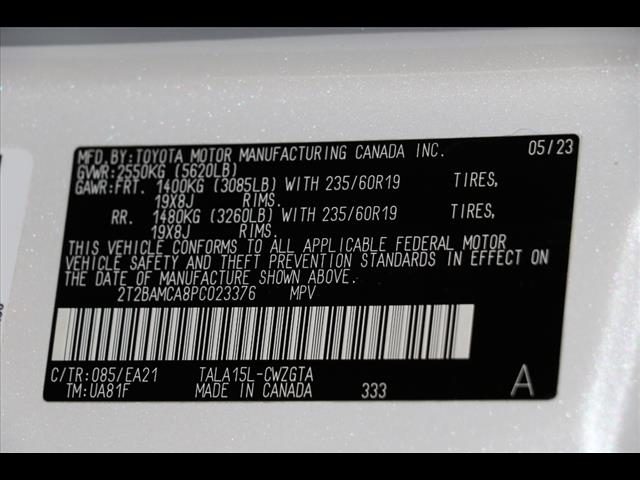 MFD.BY:TOYOTA MOTOR MANUFACTURING CANADA INC. 05/23
GVWR:2550KG (5620LB)
GAWR:FRT. 1400KG (3085LB) WITH 235/60R19 TIRES,
19X8J RIMS.
RR. 1480KG (3260LB) WITH 235/60R19 TIRES,
19X8J RIMS.
THIS VEHICLE CONFORMS TO ALL APPLICABLE FEDERAL MOTOR
VEHICLE SAFETY AND THEFT PREVENTION STANDARDS IN EFFECT ON
THE DATE OF MANUFACTURE SHOWN ABOVE.
2T2BAMCA8PC023376 MPV
C/TR:085/EA21 TALA15L-CWZGTA
TM:UA81F MADE IN CANADA 333 A